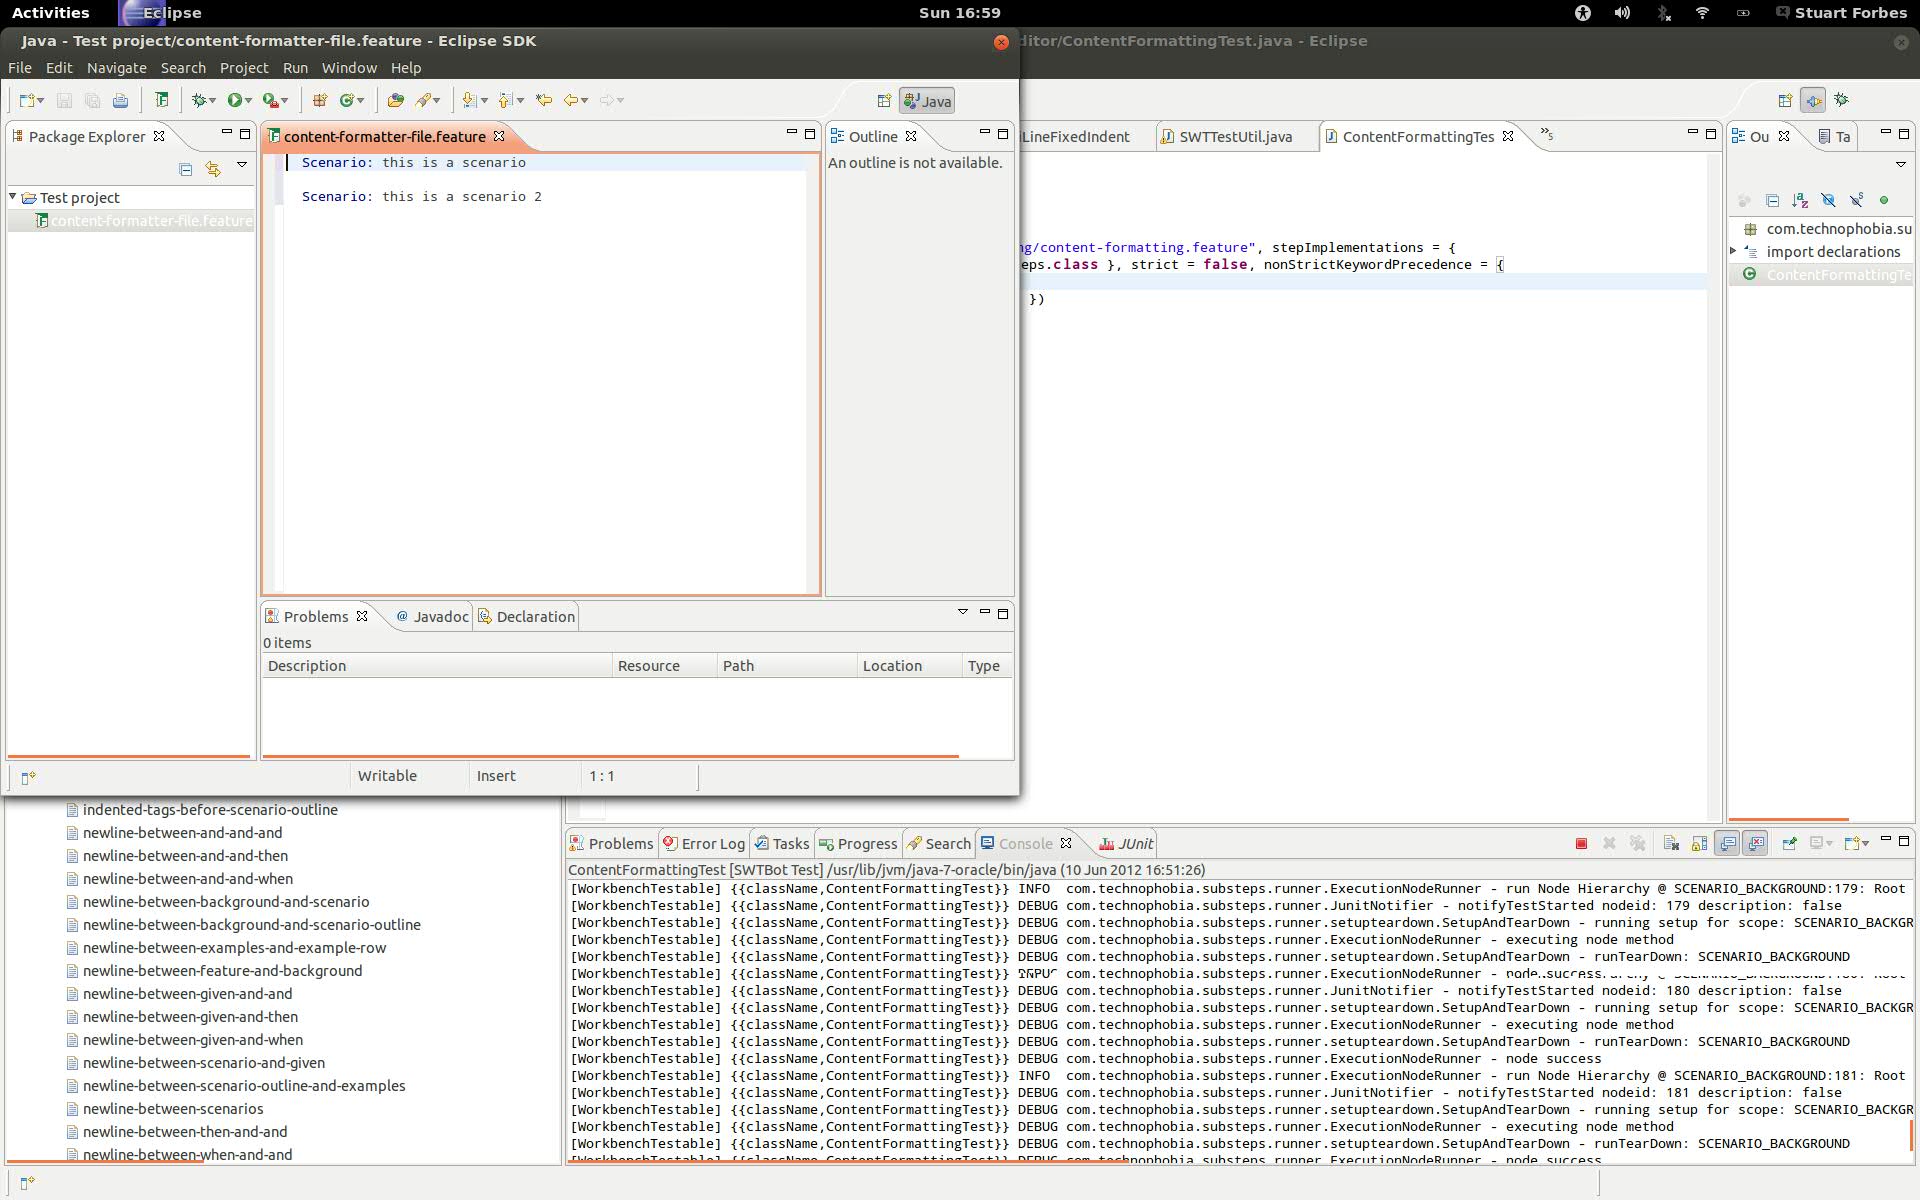 Activities Eclipse Sun 16:59 Stuart Forbes
Java - Test project/content-formatter-file.feature - Eclipse SDK
ditor/ContentFormattingTest.java - Eclipse
File Edit Navigate Search Project Run Window Help
Java
Package Explorer
content-formatter-file.feature
Outline
LineFixedIndent
SWTTestUtil.java
ContentFormattingTes
5
Ou
Ta
Scenario: this is a scenario
An outline is not available.
Test project
Scenario: this is a scenario 2
content-formatter-file.feature
com.technophobia.su
ng/content-formatting.feature", stepImplementations = {
import declarations
eps.class }, strict = false, nonStrictKeywordPrecedence = {
ContentFormattingTe
})
Problems @ Javadoc Declaration
0 items
Description Resource Path Location Type
Writable Insert 1 : 1
indented-tags-before-scenario-outline
newline-between-and-and-and
newline-between-and-and-then
newline-between-and-and-when
newline-between-background-and-scenario
newline-between-background-and-scenario-outline
newline-between-examples-and-example-row
newline-between-feature-and-background
newline-between-given-and-and
newline-between-given-and-then
newline-between-given-and-when
newline-between-scenario-and-given
newline-between-scenario-outline-and-examples
newline-between-scenarios
newline-between-then-and-and
newline-between-when-and-and
Problems Error Log Tasks Progress Search Console JUnit
ContentFormattingTest [SWTBot Test] /usr/lib/jvm/java-7-oracle/bin/java (10 Jun 2012 16:51:26)
[WorkbenchTestable] {{className,ContentFormattingTest}} INFO com.technophobia.substeps.runner.ExecutionNodeRunner - run Node Hierarchy @ SCENARIO_BACKGROUND:179: Root
[WorkbenchTestable] {{className,ContentFormattingTest}} DEBUG com.technophobia.substeps.runner.JunitNotifier - notifyTestStarted nodeid: 179 description: false
[WorkbenchTestable] {{className,ContentFormattingTest}} DEBUG com.technophobia.substeps.runner.setupteardown.SetupAndTearDown - running setup for scope: SCENARIO_BACKGR
[WorkbenchTestable] {{className,ContentFormattingTest}} DEBUG com.technophobia.substeps.runner.ExecutionNodeRunner - executing node method
[WorkbenchTestable] {{className,ContentFormattingTest}} DEBUG com.technophobia.substeps.runner.setupteardown.SetupAndTearDown - runTearDown: SCENARIO_BACKGROUND
[WorkbenchTestable] {{className,ContentFormattingTest}} com.technophobia.substeps.runner.ExecutionNodeRunner -
[WorkbenchTestable] {{className,ContentFormattingTest}} DEBUG com.technophobia.substeps.runner.JunitNotifier - notifyTestStarted nodeid: 180 description: false
[WorkbenchTestable] {{className,ContentFormattingTest}} DEBUG com.technophobia.substeps.runner.setupteardown.SetupAndTearDown - running setup for scope: SCENARIO_BACKGR
[WorkbenchTestable] {{className,ContentFormattingTest}} DEBUG com.technophobia.substeps.runner.ExecutionNodeRunner - executing node method
[WorkbenchTestable] {{className,ContentFormattingTest}} DEBUG com.technophobia.substeps.runner.setupteardown.SetupAndTearDown - runTearDown: SCENARIO_BACKGROUND
[WorkbenchTestable] {{className,ContentFormattingTest}} DEBUG com.technophobia.substeps.runner.ExecutionNodeRunner - node success
[WorkbenchTestable] {{className,ContentFormattingTest}} INFO com.technophobia.substeps.runner.ExecutionNodeRunner - run Node Hierarchy @ SCENARIO_BACKGROUND:181: Root
[WorkbenchTestable] {{className,ContentFormattingTest}} DEBUG com.technophobia.substeps.runner.JunitNotifier - notifyTestStarted nodeid: 181 description: false
[WorkbenchTestable] {{className,ContentFormattingTest}} DEBUG com.technophobia.substeps.runner.setupteardown.SetupAndTearDown - running setup for scope: SCENARIO_BACKGR
[WorkbenchTestable] {{className,ContentFormattingTest}} DEBUG com.technophobia.substeps.runner.ExecutionNodeRunner - executing node method
[WorkbenchTestable] {{className,ContentFormattingTest}} DEBUG com.technophobia.substeps.runner.setupteardown.SetupAndTearDown - runTearDown: SCENARIO_BACKGROUND
[WorkbenchTestable] {{className,ContentFormattingTest}} DEBUG com.technophobia.substeps.runner.ExecutionNodeRunner - node success